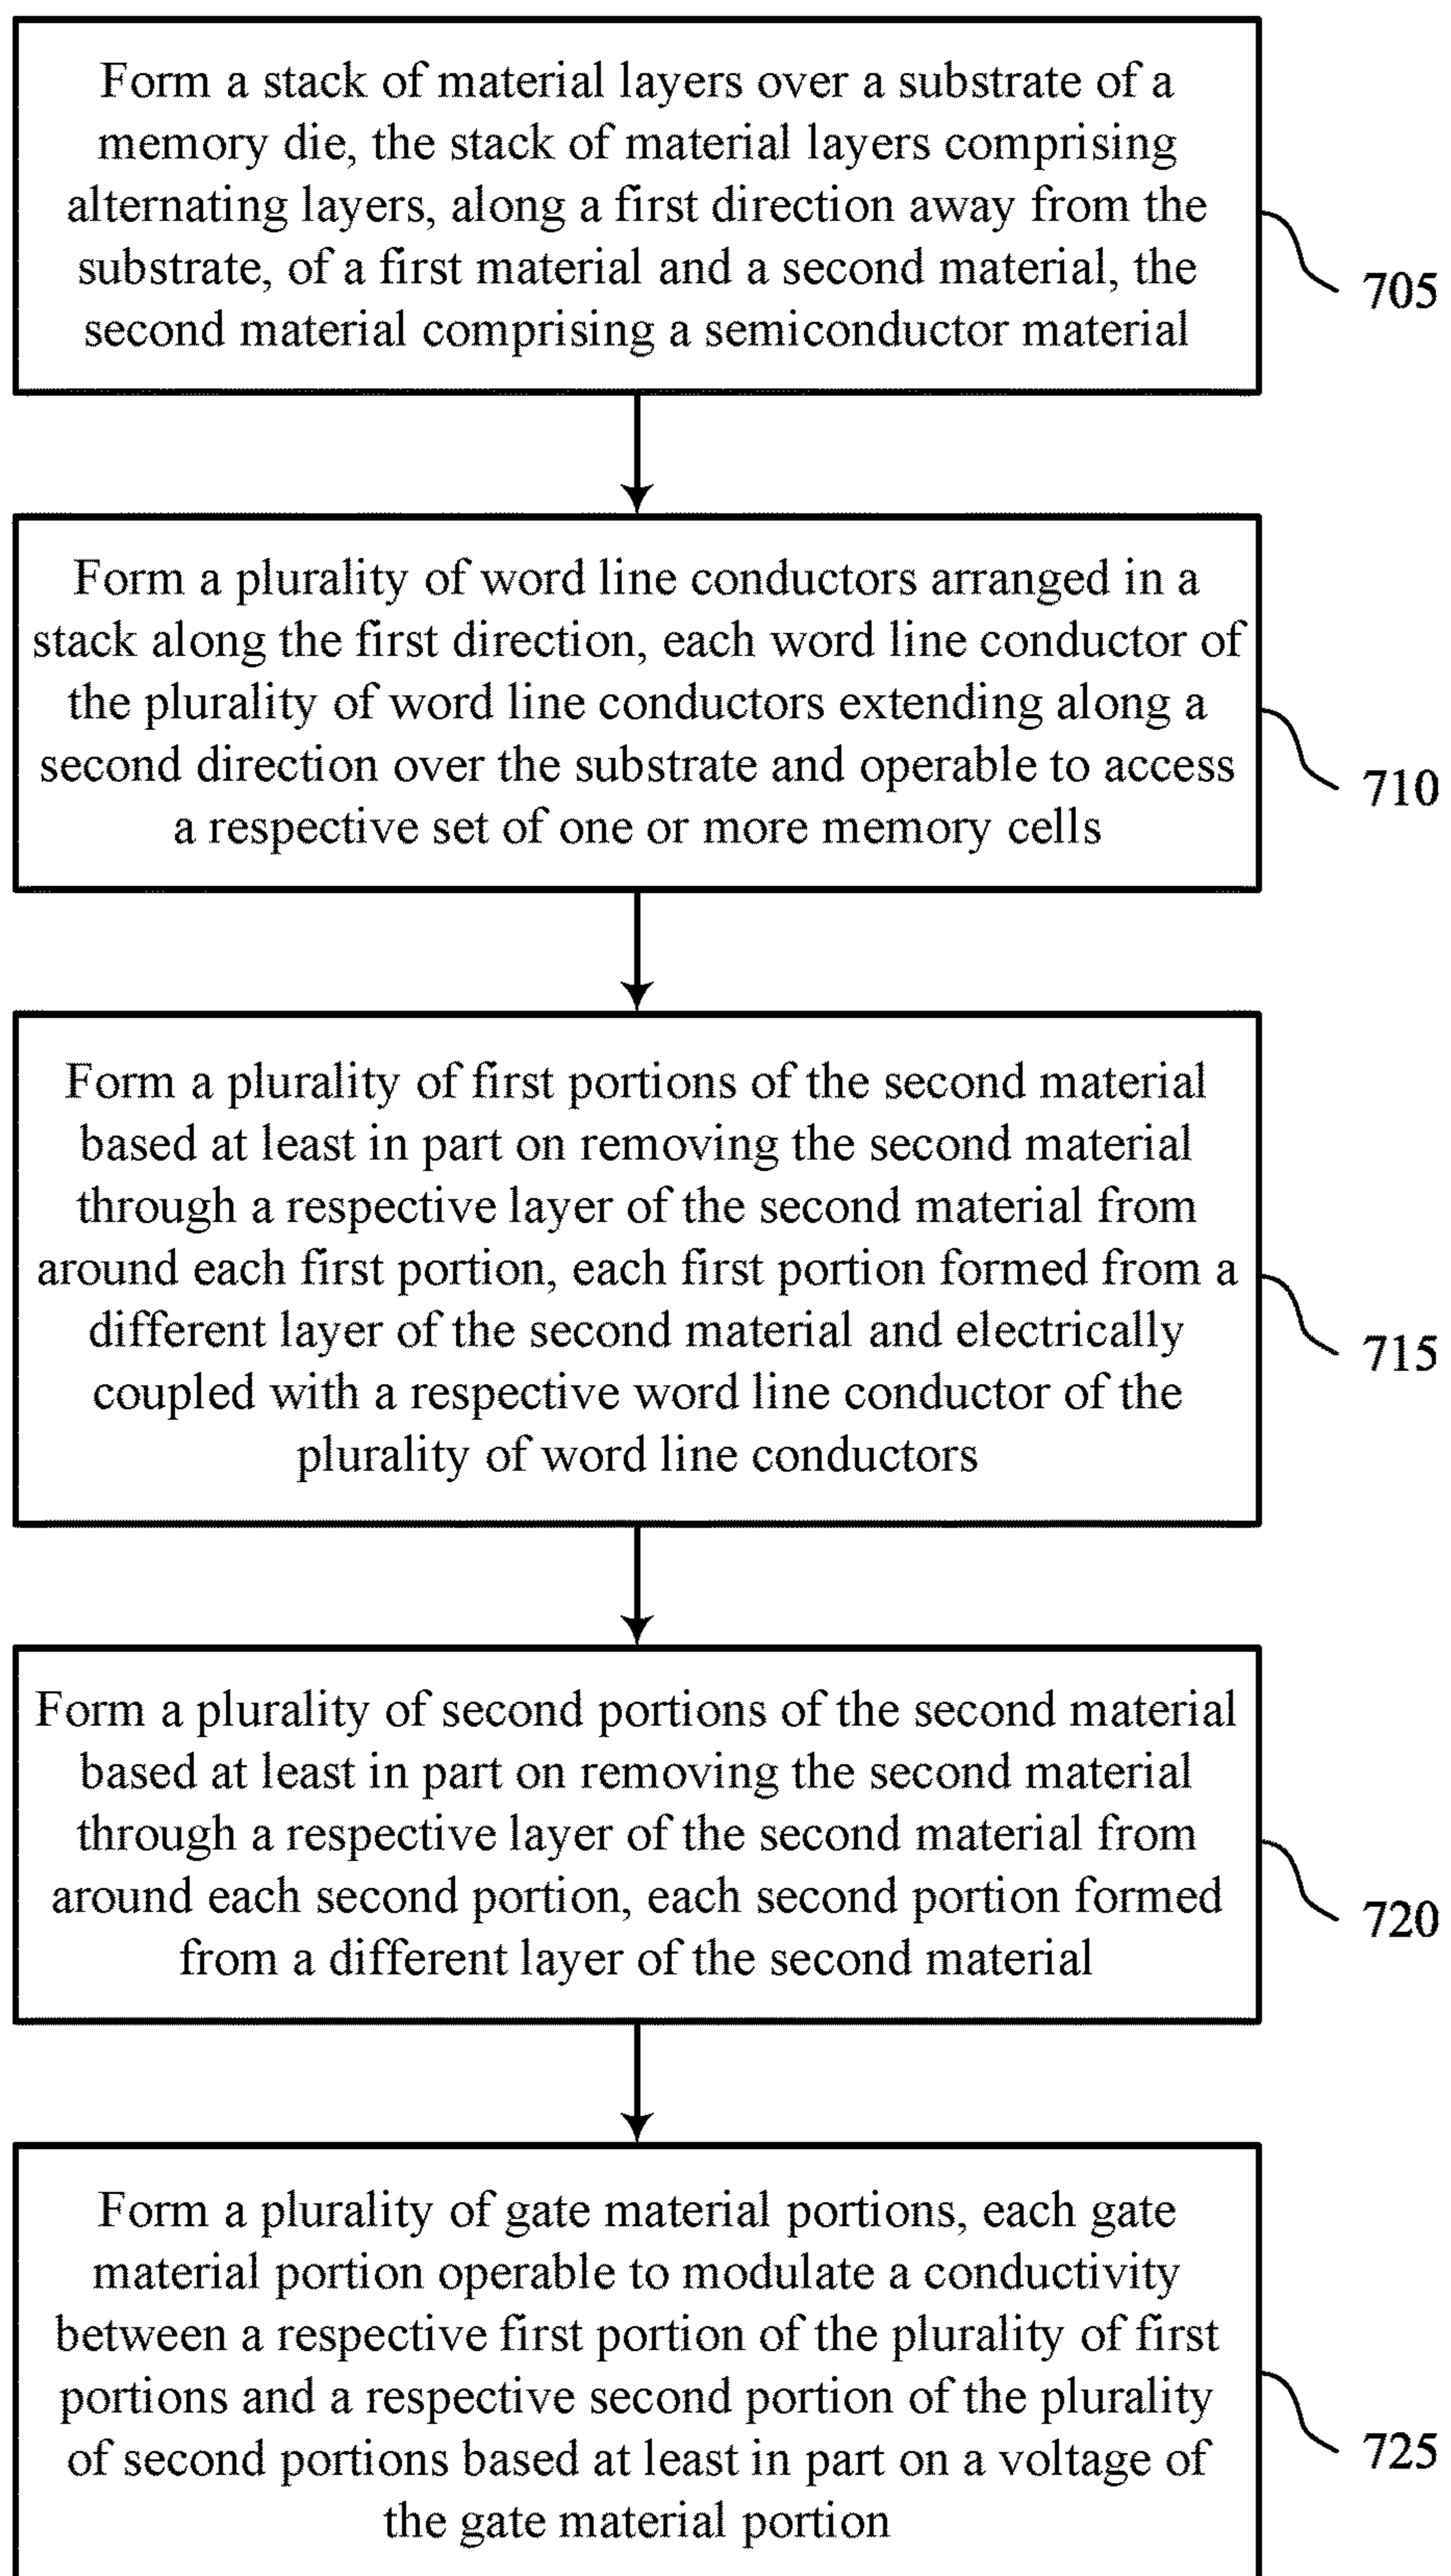 Form a stack of material layers over a substrate of a
memory die, the stack of material layers comprising
alternating layers, along a first direction away from the
substrate, of a first material and a second material, the
second material comprising a semiconductor material
705
Form a plurality of word line conductors arranged in a
stack along the first direction, each word line conductor of
the plurality of word line conductors extending along a
second direction over the substrate and operable to access
a respective set of one or more memory cells
710
Form a plurality of first portions of the second material
based at least in part on removing the second material
through a respective layer of the second material from
around each first portion, each first portion formed from a
different layer of the second material and electrically
coupled with a respective word line conductor of the
plurality of word line conductors
715
Form a plurality of second portions of the second material
based at least in part on removing the second material
through a respective layer of the second material from
around each second portion, each second portion formed
from a different layer of the second material
720
Form a plurality of gate material portions, each gate
material portion operable to modulate a conductivity
between a respective first portion of the plurality of first
portions and a respective second portion of the plurality
of second portions based at least in part on a voltage of
the gate material portion
725